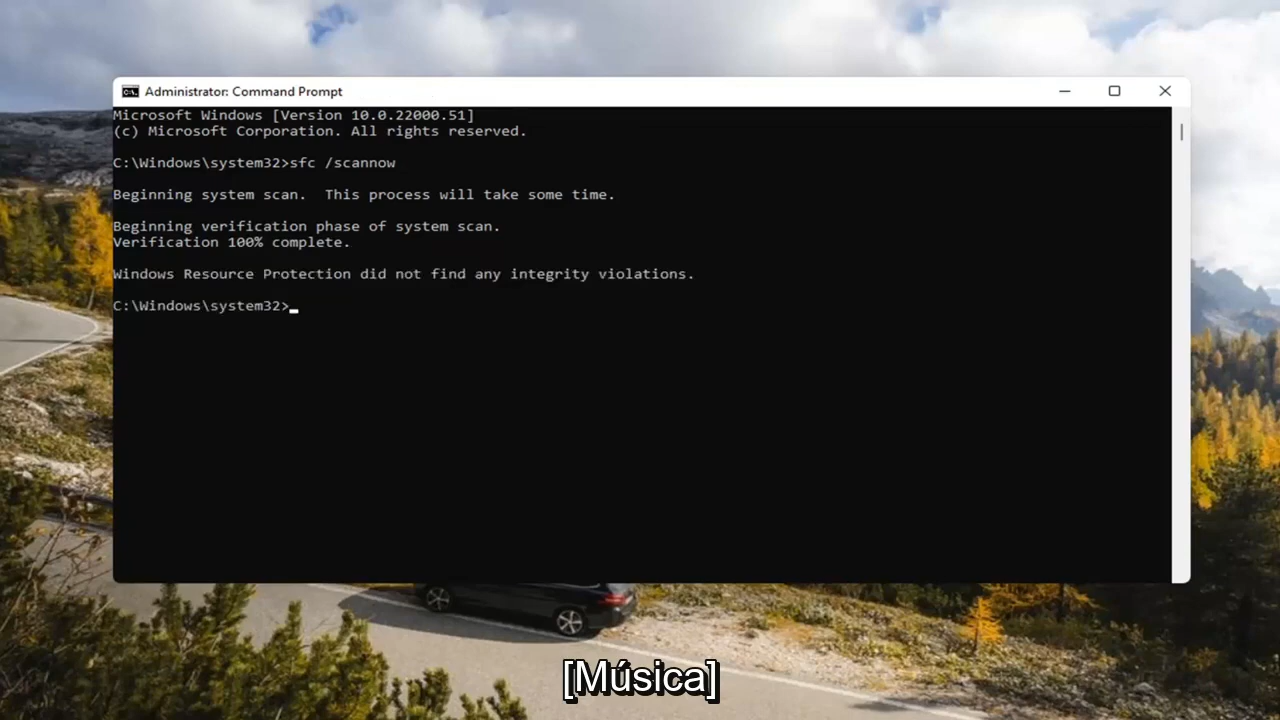 Administrator: Command Prompt
Microsoft Windows [Version 10.0.22000.51]
(c) Microsoft Corporation. All rights reserved.
C:\Windows\system32>sfc /scannow
Beginning system scan.  This process will take some time.
Beginning verification phase of system scan.
Verification 100% complete.
Windows Resource Protection did not find any integrity violations.
C:\Windows\system32>
[Música]